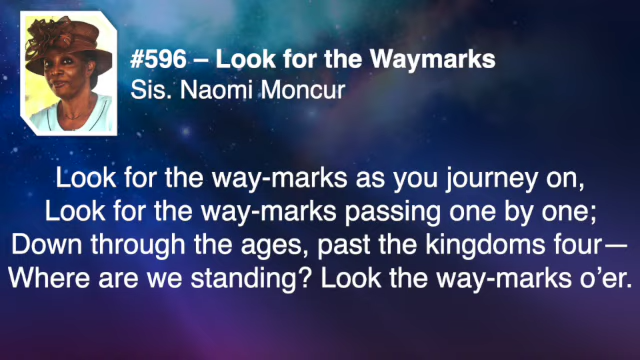 #596 – Look for the Waymarks
Sis. Naomi Moncur
Look for the way-marks as you journey on,
Look for the way-marks passing one by one;
Down through the ages, past the kingdoms four—
Where are we standing? Look the way-marks o’er.